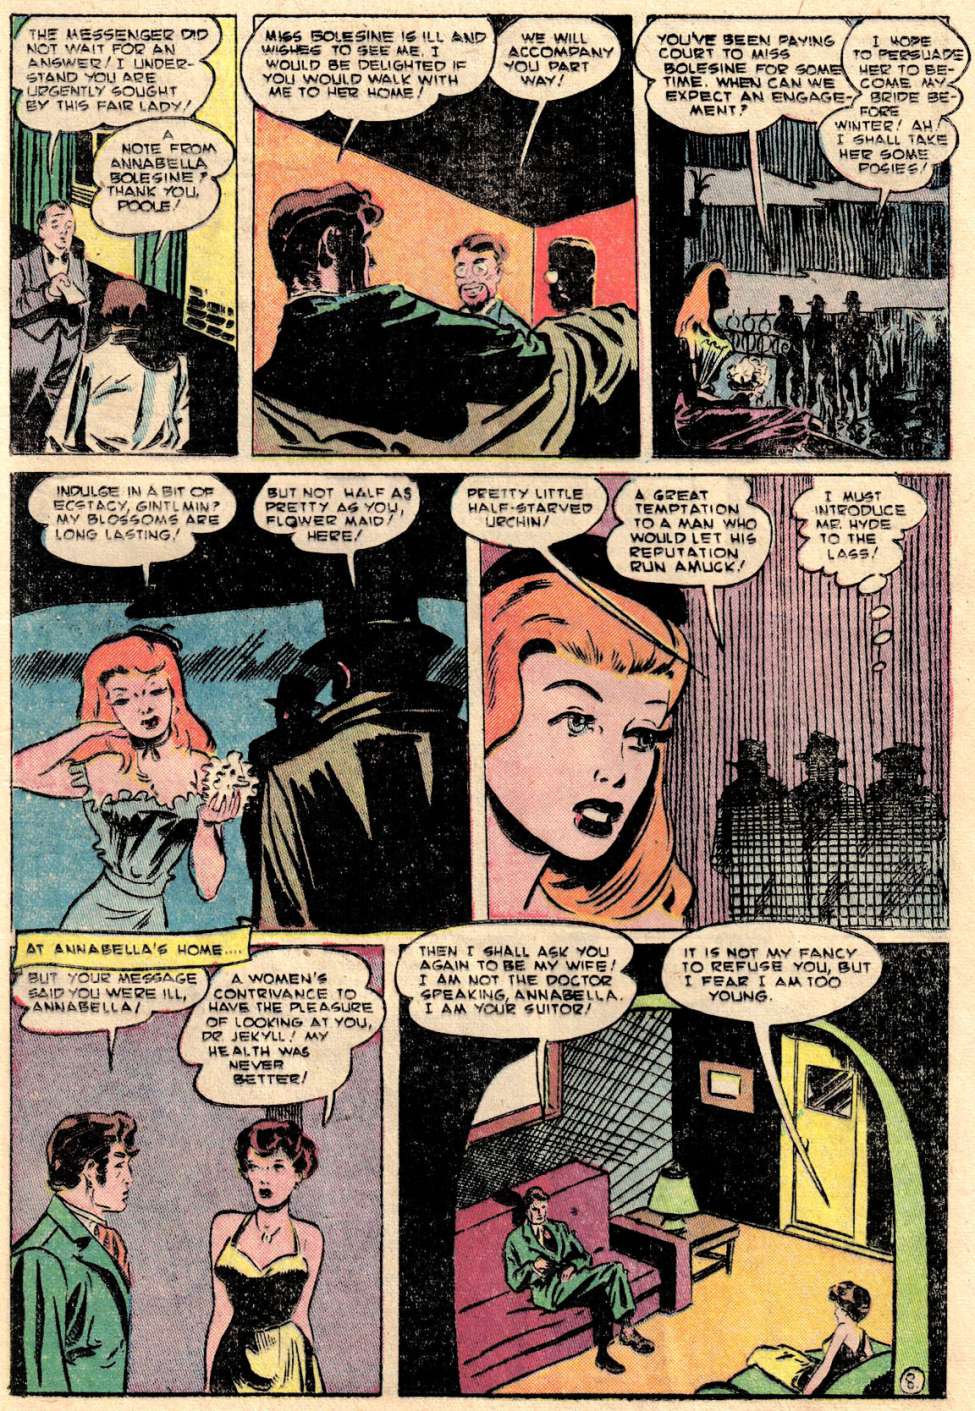 THE MESSENGER DID
NOT WAIT FOR AN
ANSWER! I UNDER-
STAND YOU ARE
URGENTLY SOUGHT
BY THIS FAIR LADY!
A
NOTE FROM
ANNABELLA
BOLESINE?
THANK YOU,
POOLE!
MISS BOLESINE IS ILL AND
WISHES TO SEE ME. I
WOULD BE DELIGHTED IF
YOU WOULD WALK WITH
ME TO HER HOME!
WE WILL
ACCOMPANY
YOU PART
WAY!
YOU'VE BEEN PAYING
COURT TO MISS
BOLESINE FOR SOME
TIME. WHEN CAN WE
EXPECT AN ENGAGE-
MENT?
I HOPE
TO PERSUADE
HER TO BE-
COME MY
BRIDE BE-
FORE
WINTER! AH!
I SHALL TAKE
HER SOME
POSIES!
INDULGE IN A BIT OF
ECSTACY, GINTLMIN?
MY BLOSSOMS ARE
LONG LASTING!
BUT NOT HALF AS
PRETTY AS YOU,
FLOWER MAID!
HERE!
PRETTY LITTLE
HALF-STARVED
URCHIN!
A GREAT
TEMPTATION
TO A MAN WHO
WOULD LET HIS
REPUTATION
RUN AMUCK!
I MUST
INTRODUCE
MR. HYDE
TO THE
LASS!
AT ANNABELLA'S HOME....
BUT YOUR MESSAGE
SAID YOU WERE ILL,
ANNABELLA!
A WOMEN'S
CONTRIVANCE TO
HAVE THE PLEASURE
OF LOOKING AT YOU,
DR JEKYLL! MY
HEALTH WAS
NEVER
BETTER!
THEN I SHALL ASK YOU
AGAIN TO BE MY WIFE!
I AM NOT THE DOCTOR
SPEAKING, ANNABELLA.
I AM YOUR SUITOR!
IT IS NOT MY FANCY
TO REFUSE YOU, BUT
I FEAR I AM TOO
YOUNG.
8